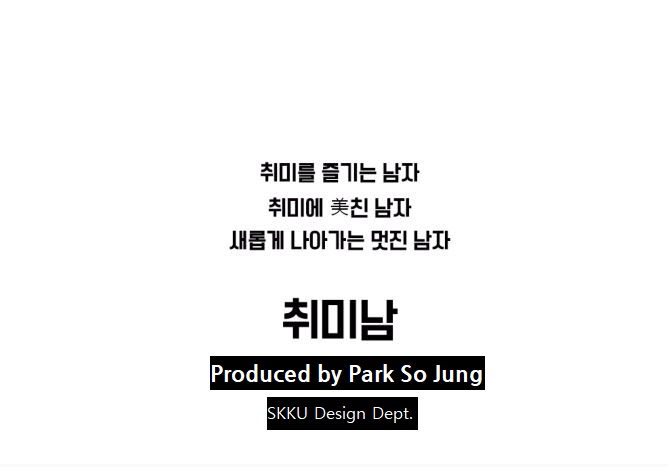 취미를 즐기는 남자
취미에 美친 남자
새롭게 나아가는 멋진 남자
취미남
Produced by Park So Jung
SKKU Design Dept.